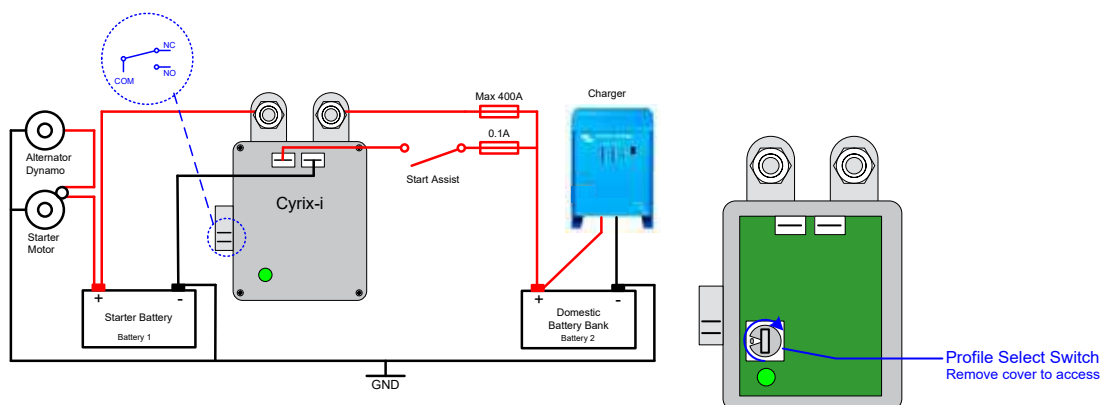 NC
COM
NO
Max 400A
Charger
0.1A
Alternator
Dynamo
Start Assist
Cyrix-i
Starter
Motor
+
-
Starter Battery
Battery 1
+
-
Domestic
Battery Bank
Battery 2
GND
0
Profile Select Switch
Remove cover to access